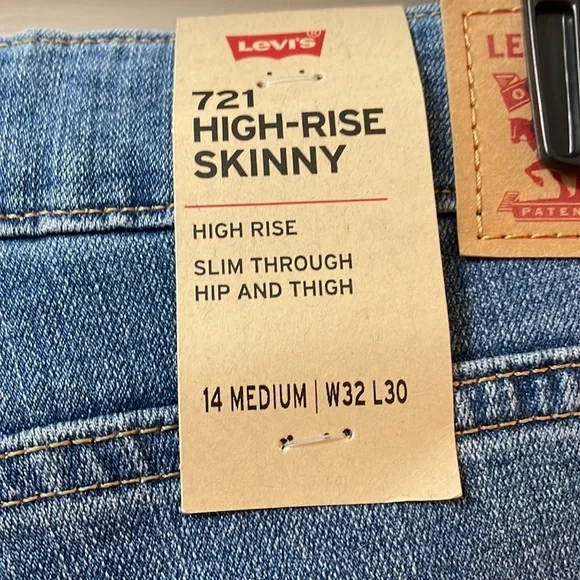 Levi's
721
HIGH-RISE
SKINNY
HIGH RISE
SLIM THROUGH
HIP AND THIGH
14 MEDIUM | W32 L30